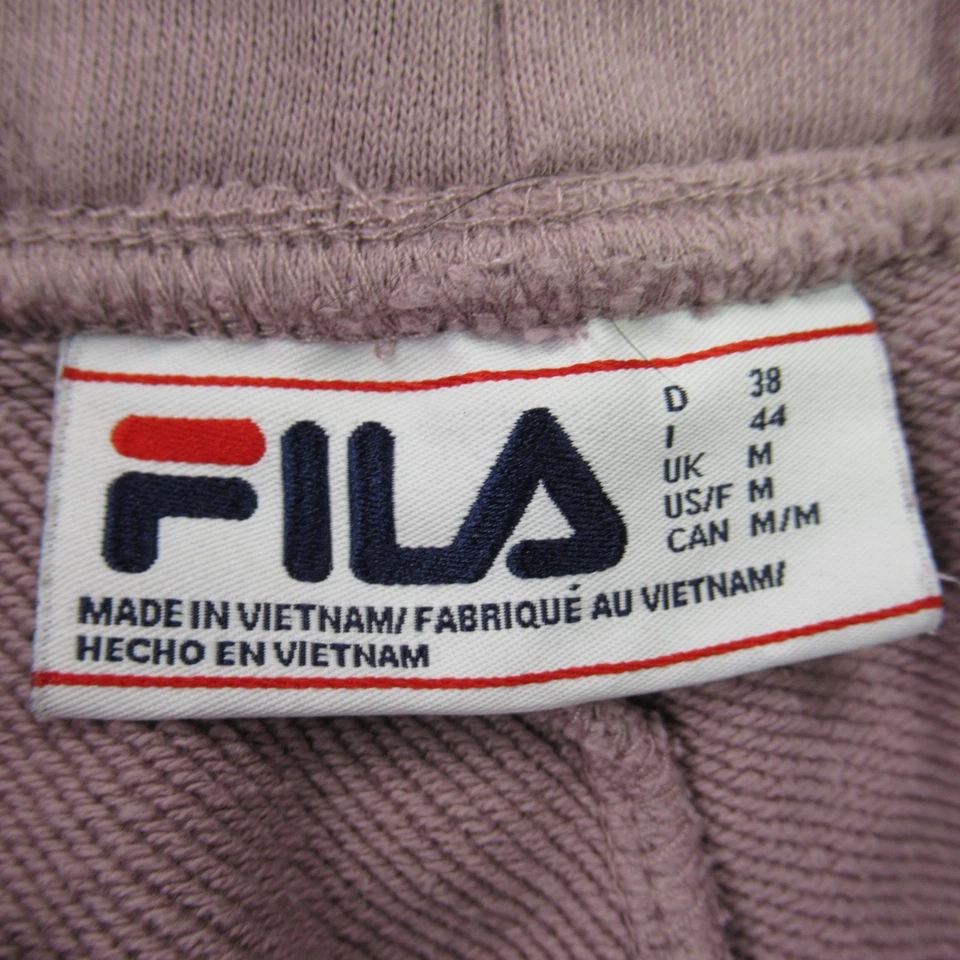 FILA
D 38
I 44
UK M
US/F M
CAN M/M
MADE IN VIETNAM/ FABRIQUÉ AU VIETNAM/
HECHO EN VIETNAM